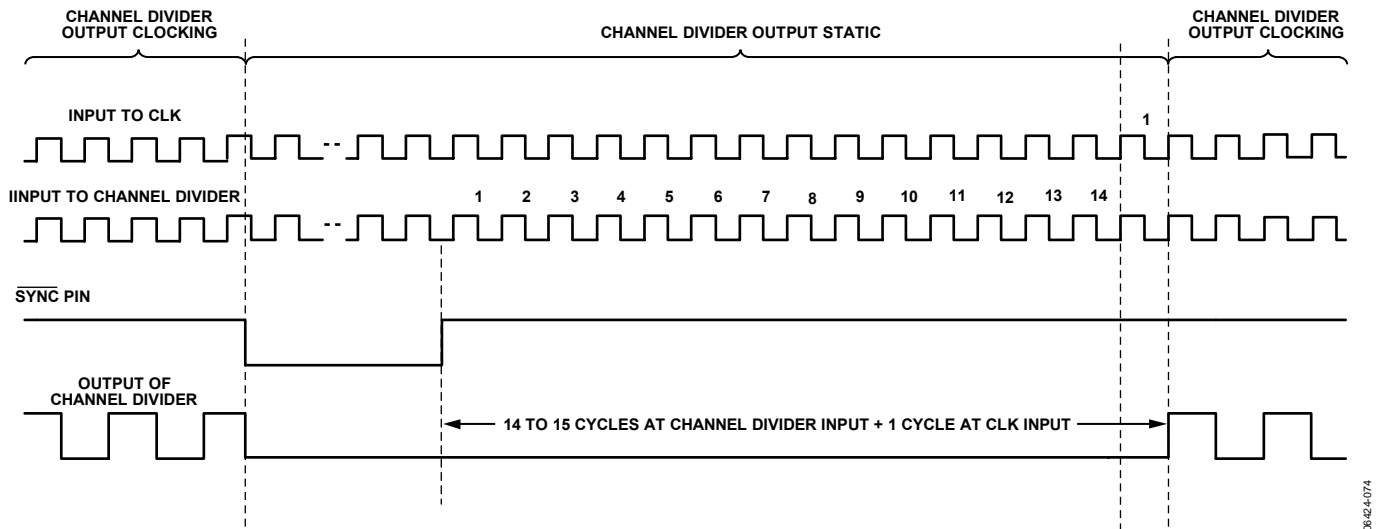 CHANNEL DIVIDER
OUTPUT CLOCKING
CHANNEL DIVIDER OUTPUT STATIC
CHANNEL DIVIDER
OUTPUT CLOCKING
INPUT TO CLK
1
IINPUT TO CHANNEL DIVIDER
1 2 3 4 5 6 7 8 9 10 11 12 13 14
SYNC PIN
OUTPUT OF
CHANNEL DIVIDER
14 TO 15 CYCLES AT CHANNEL DIVIDER INPUT + 1 CYCLE AT CLK INPUT
06424-074